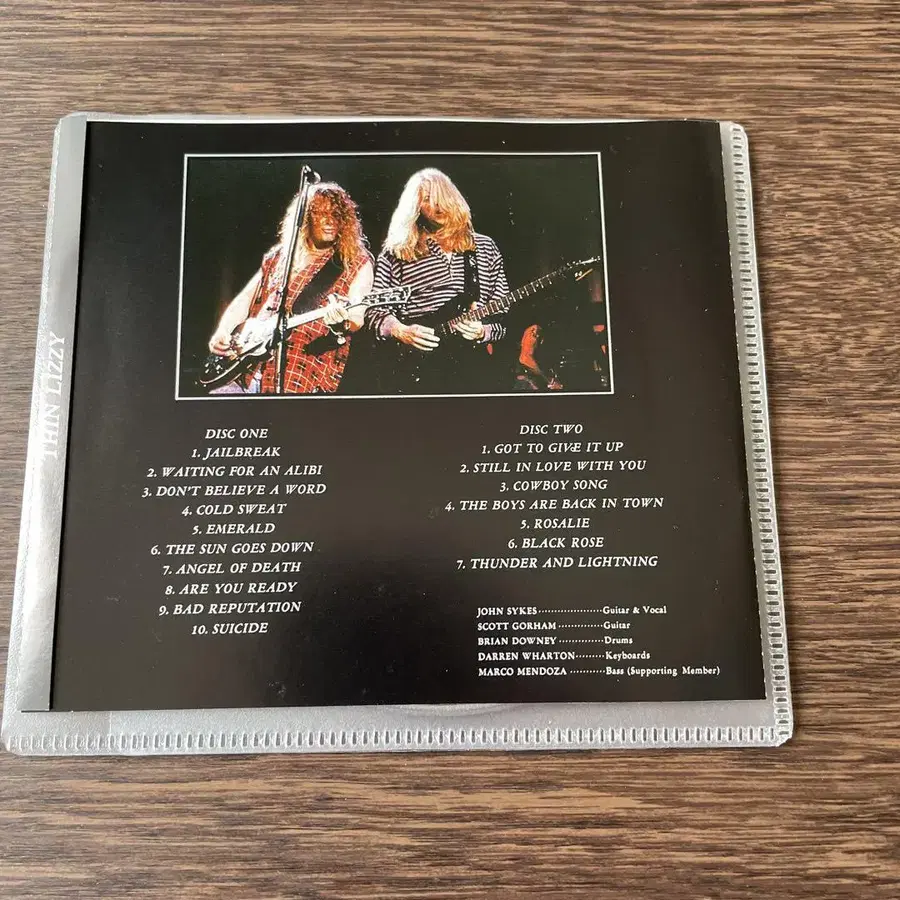 THIN LIZZY
DISC ONE
1. JAILBREAK
2. WAITING FOR AN ALIBI
3. DON'T BELIEVE A WORD
4. COLD SWEAT
5. EMERALD
6. THE SUN GOES DOWN
7. ANGEL OF DEATH
8. ARE YOU READY
9. BAD REPUTATION
10. SUICIDE
DISC TWO
1. GOT TO GIVE IT UP
2. STILL IN LOVE WITH YOU
3. COWBOY SONG
4. THE BOYS ARE BACK IN TOWN
5. ROSALIE
6. BLACK ROSE
7. THUNDER AND LIGHTNING
JOHN SYKES·····················Guitar & Vocal
SCOTT GORHAM··············Guitar
BRIAN DOWNEY··············Drums
DARREN WHARTON·········Keyboards
MARCO MENDOZA···········Bass (Supporting Member)